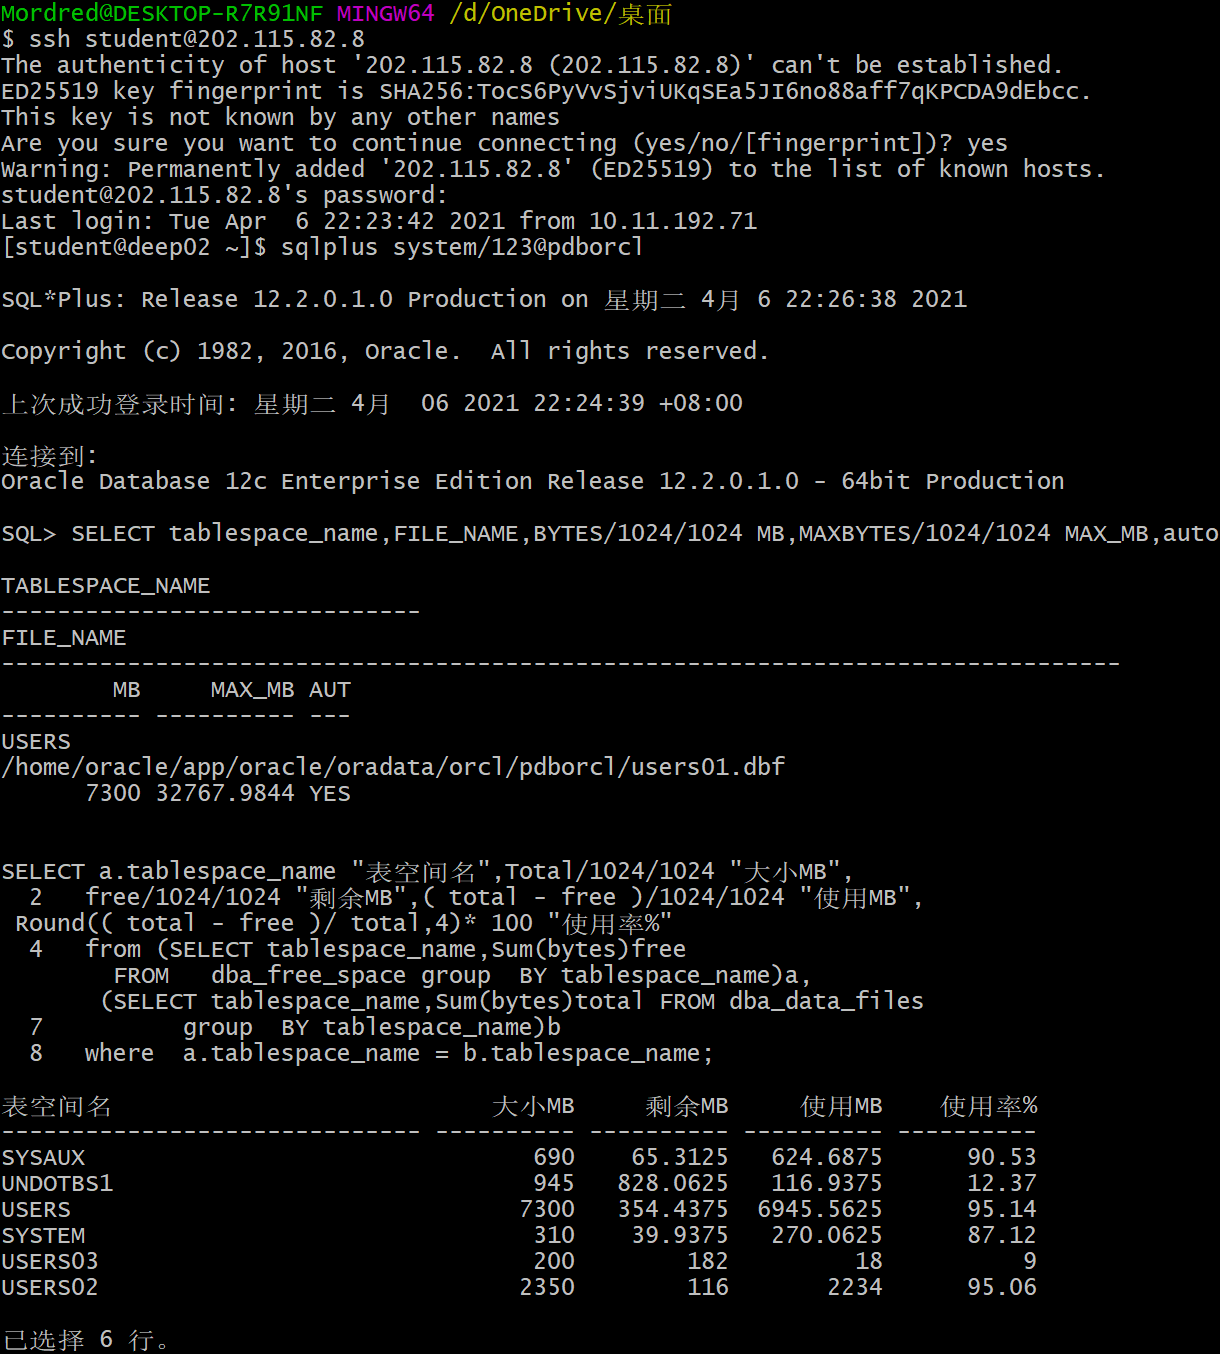 Mordred@DESKTOP-R7R91NF MINGW64 /d/OneDrive/桌面
$ ssh student@202.115.82.8
The authenticity of host '202.115.82.8 (202.115.82.8)' can't be established.
ED25519 key fingerprint is SHA256:TocS6PyVvSjviUKqSEa5JI6no88aff7qKPCDA9dEbcc.
This key is not known by any other names
Are you sure you want to continue connecting (yes/no/[fingerprint])? yes
Warning: Permanently added '202.115.82.8' (ED25519) to the list of known hosts.
student@202.115.82.8's password:
Last login: Tue Apr  6 22:23:42 2021 from 10.11.192.71
[student@deep02 ~]$ sqlplus system/123@pdborcl
SQL*Plus: Release 12.2.0.1.0 Production on 星期二 4月 6 22:26:38 2021
Copyright (c) 1982, 2016, Oracle.  All rights reserved.
上次成功登录时间: 星期二 4月  06 2021 22:24:39 +08:00
连接到:
Oracle Database 12c Enterprise Edition Release 12.2.0.1.0 - 64bit Production
SQL> SELECT tablespace_name,FILE_NAME,BYTES/1024/1024 MB,MAXBYTES/1024/1024 MAX_MB,auto
TABLESPACE_NAME
------------------------------
FILE_NAME
--------------------------------------------------------------------------------
        MB     MAX_MB AUT
---------- ---------- ---
USERS
/home/oracle/app/oracle/oradata/orcl/pdborcl/users01.dbf
      7300 32767.9844 YES
SELECT a.tablespace_name "表空间名",Total/1024/1024 "大小MB",
  2   free/1024/1024 "剩余MB",( total - free )/1024/1024 "使用MB",
 Round(( total - free )/ total,4)* 100 "使用率%"
  4   from (SELECT tablespace_name,Sum(bytes)free
        FROM   dba_free_space group  BY tablespace_name)a,
       (SELECT tablespace_name,Sum(bytes)total FROM dba_data_files
  7          group  BY tablespace_name)b
  8   where  a.tablespace_name = b.tablespace_name;
表空间名                           大小MB     剩余MB     使用MB    使用率%
------------------------------ ---------- ---------- ---------- ----------
SYSAUX                                690    65.3125   624.6875      90.53
UNDOTBS1                              945   828.0625   116.9375      12.37
USERS                                7300   354.4375  6945.5625      95.14
SYSTEM                                310    39.9375   270.0625      87.12
USERS03                               200        182         18          9
USERS02                              2350        116       2234      95.06
已选择 6 行。